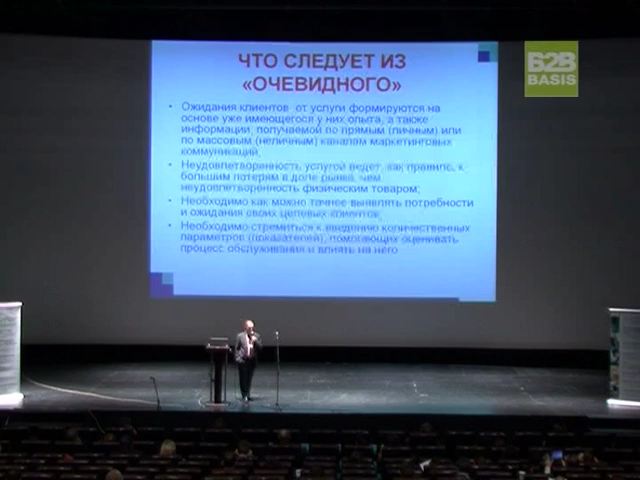 Б2В
BASIS
ЧТО СЛЕДУЕТ ИЗ
«ОЧЕВИДНОГО»
• Ожидания клиентов от услуги формируются на
основе уже имеющегося у них опыта, а также
информации, получаемой по прямым (личным) или
по массовым (неличным) каналам маркетинговых
коммуникаций;
• Неудовлетворенность услугой ведет, как правило, к
большим потерям в доле рынка, чем
неудовлетворенность физическим товаром;
• Необходимо как можно точнее выявлять потребности
и ожидания своих целевых клиентов;
• Необходимо стремиться к введению количественных
параметров (показателей), помогающих оценивать
процесс обслуживания и влиять на него